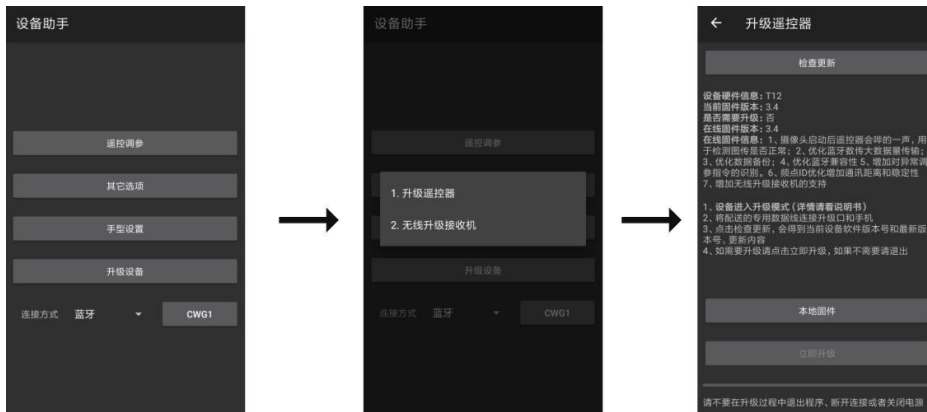 设备助手
遥控调参
其它选项
手型设置
升级设备
连接方式 蓝牙 CWG1
设备助手
遥控调参
1. 升级遥控器
2. 无线升级接收机
升级设备
连接方式 蓝牙 CWG1
升级遥控器
检查更新
设备硬件信息：T12
当前固件版本：3.4
是否需要升级：否
在线固件版本：3.4
在线固件信息：1、摄像头启动后遥控器会哔的一声，用
于检测图传是否正常；2、优化蓝牙数传大数据量传输；
3、优化数据备份；4、优化蓝牙兼容性 5、增加对异常调
参指令的识别。6、频点ID优化增加通讯距离和稳定性
7、增加无线升级接收机的支持
1、设备进入升级模式（详情请看说明书）
2、将配送的专用数据线连接升级口和手机
3、点击检查更新，会得到当前设备软件版本号和最新版
本号、更新内容
4、如需要升级请点击立即升级，如果不需要请退出
本地固件
立即升级
请不要在升级过程中退出程序、断开连接或者关闭电源